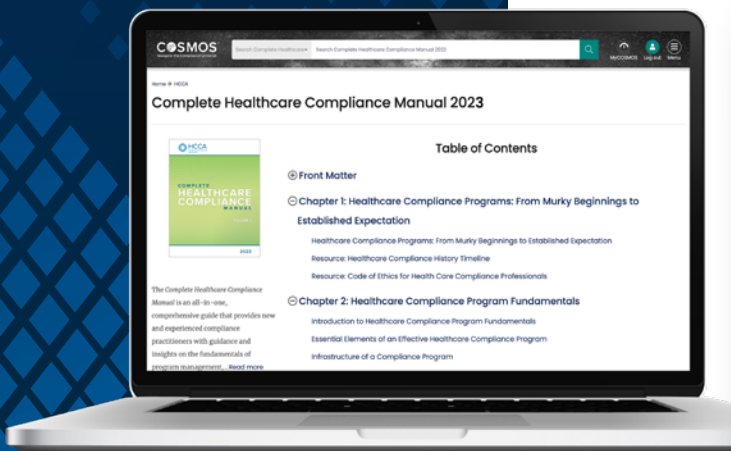 COSMOS
Search Complete Healthcare
Search Complete Healthcare Compliance Manual 2022
MyCOSMOS Log out Menu
Home > HCCA
Complete Healthcare Compliance Manual 2023
HCCA
COMPLETE
HEALTHCARE
COMPLIANCE
MANUAL
2023
The Complete Healthcare Compliance
Manual is an all-in-one,
comprehensive guide that provides new
and experienced compliance
practitioners with guidance and
insights on the fundamentals of
program management,... Read more
Table of Contents
Front Matter
Chapter 1: Healthcare Compliance Programs: From Murky Beginnings to
Established Expectation
Healthcare Compliance Programs: From Murky Beginnings to Established Expectation
Resource: Healthcare Compliance History Timeline
Resource: Code of Ethics for Health Care Compliance Professionals
Chapter 2: Healthcare Compliance Program Fundamentals
Introduction to Healthcare Compliance Program Fundamentals
Essential Elements of an Effective Healthcare Compliance Program
Infrastructure of a Compliance Program